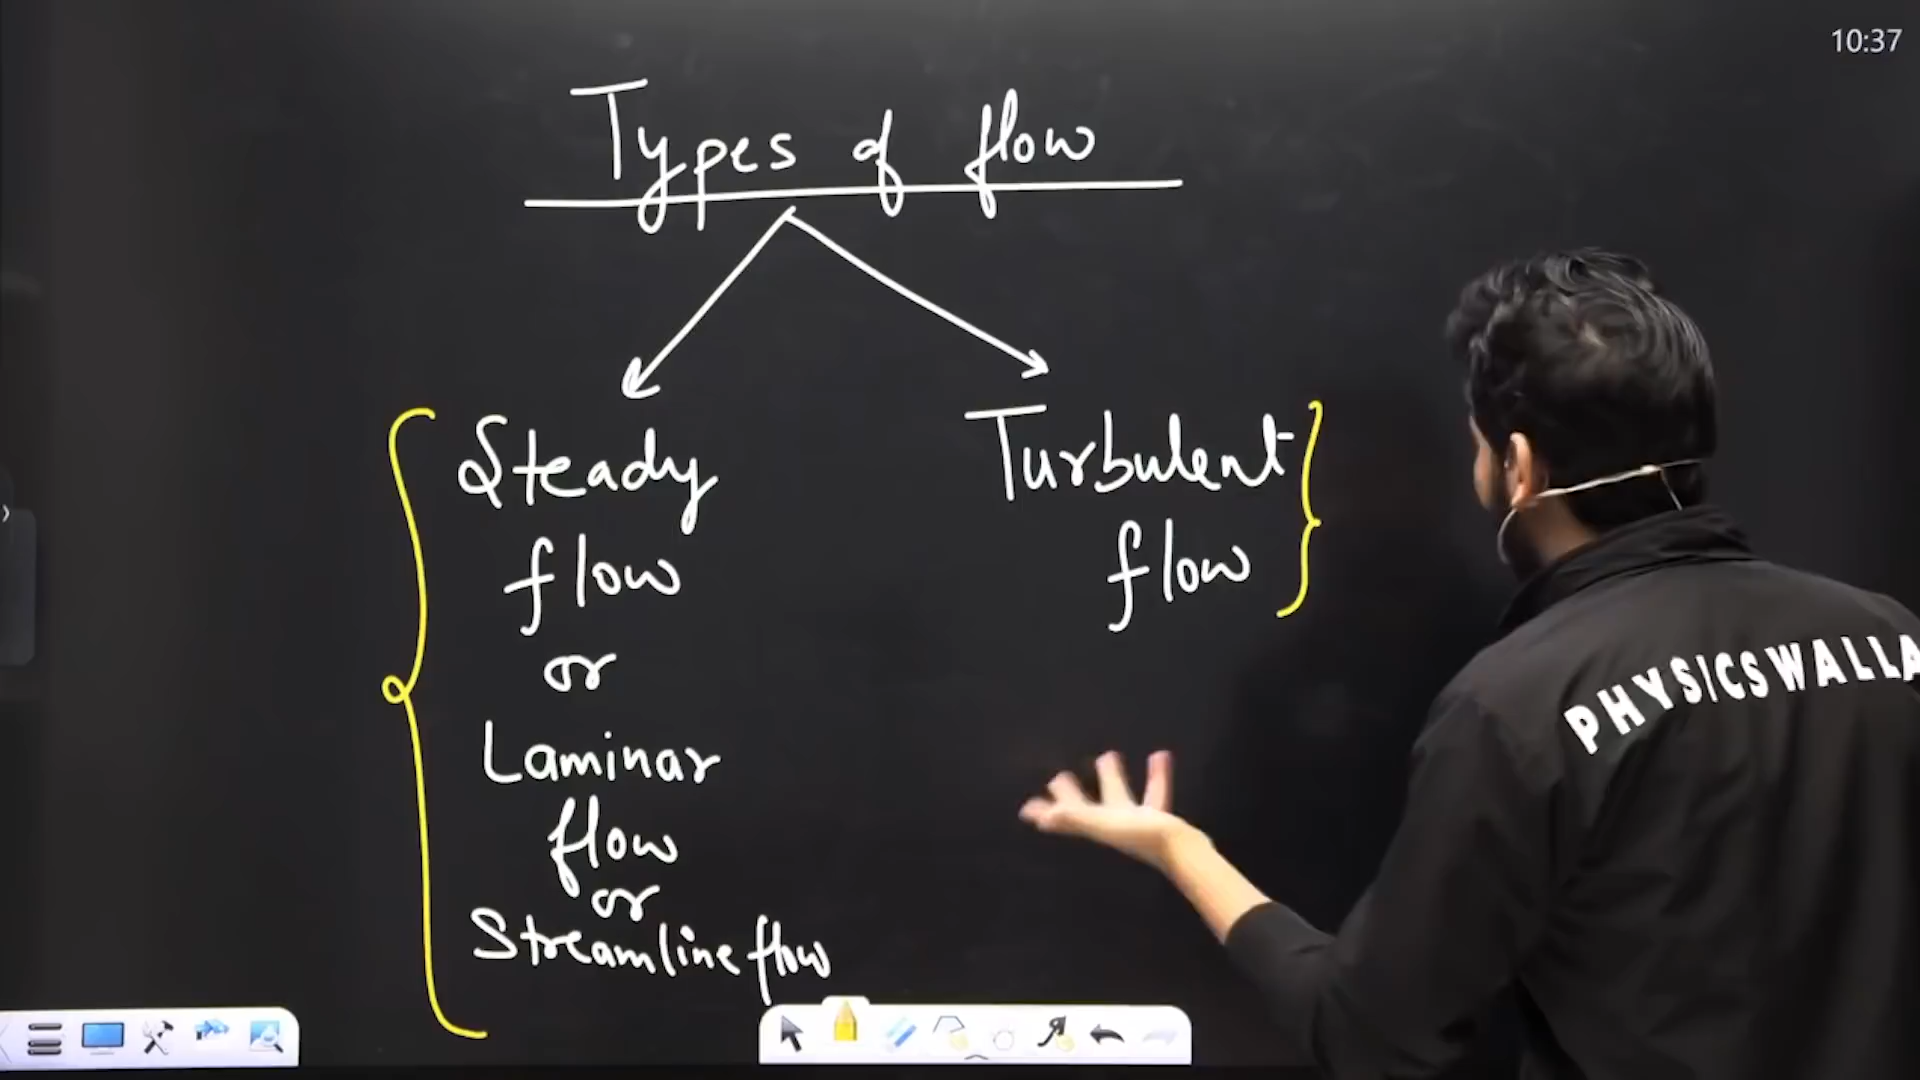 10:37
Types of flow
Steady
flow
or
Laminar
flow
or
Streamline flow
Turbulent
flow
PHYSICSWALLA